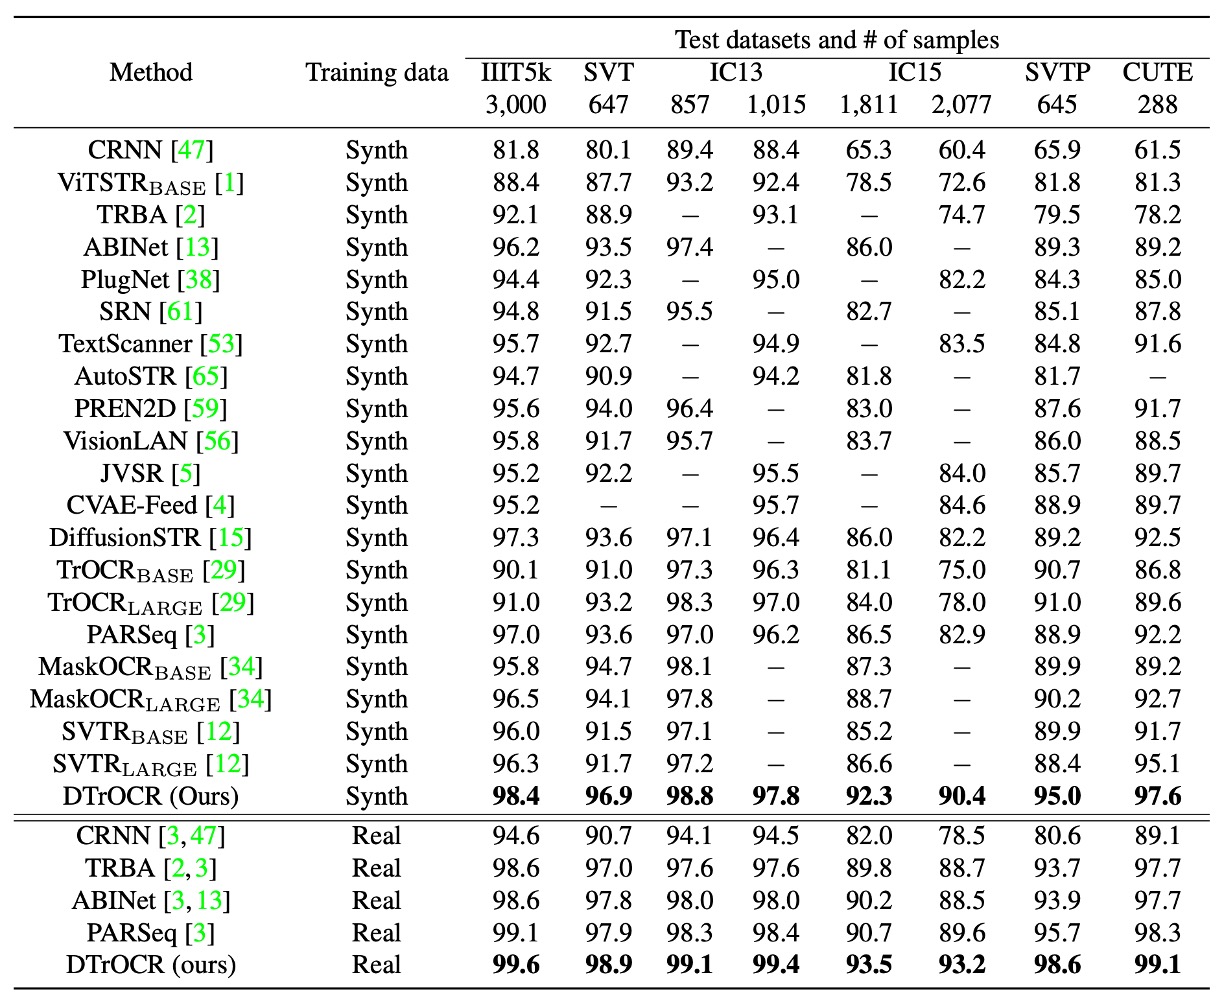 Test datasets and # of samples
Method Training data IIIT5k SVT IC13 IC15 SVTP CUTE
3,000 647 857 1,015 1,811 2,077 645 288
CRNN [47] Synth 81.8 80.1 89.4 88.4 65.3 60.4 65.9 61.5
ViTSTRBASE [1] Synth 88.4 87.7 93.2 92.4 78.5 72.6 81.8 81.3
TRBA [2] Synth 92.1 88.9 – 93.1 – 74.7 79.5 78.2
ABINet [13] Synth 96.2 93.5 97.4 – 86.0 – 89.3 89.2
PlugNet [38] Synth 94.4 92.3 – 95.0 – 82.2 84.3 85.0
SRN [61] Synth 94.8 91.5 95.5 – 82.7 – 85.1 87.8
TextScanner [53] Synth 95.7 92.7 – 94.9 – 83.5 84.8 91.6
AutoSTR [65] Synth 94.7 90.9 – 94.2 81.8 – 81.7 –
PREN2D [59] Synth 95.6 94.0 96.4 – 83.0 – 87.6 91.7
VisionLAN [56] Synth 95.8 91.7 95.7 – 83.7 – 86.0 88.5
JVSR [5] Synth 95.2 92.2 – 95.5 – 84.0 85.7 89.7
CVAE-Feed [4] Synth 95.2 – – 95.7 – 84.6 88.9 89.7
DiffusionSTR [15] Synth 97.3 93.6 97.1 96.4 86.0 82.2 89.2 92.5
TrOCRBASE [29] Synth 90.1 91.0 97.3 96.3 81.1 75.0 90.7 86.8
TrOCRLARGE [29] Synth 91.0 93.2 98.3 97.0 84.0 78.0 91.0 89.6
PARSeq [3] Synth 97.0 93.6 97.0 96.2 86.5 82.9 88.9 92.2
MaskOCRBASE [34] Synth 95.8 94.7 98.1 – 87.3 – 89.9 89.2
MaskOCRLARGE [34] Synth 96.5 94.1 97.8 – 88.7 – 90.2 92.7
SVTRBASE [12] Synth 96.0 91.5 97.1 – 85.2 – 89.9 91.7
SVTRLARGE [12] Synth 96.3 91.7 97.2 – 86.6 – 88.4 95.1
DTrOCR (Ours) Synth 98.4 96.9 98.8 97.8 92.3 90.4 95.0 97.6
CRNN [3,47] Real 94.6 90.7 94.1 94.5 82.0 78.5 80.6 89.1
TRBA [2,3] Real 98.6 97.0 97.6 97.6 89.8 88.7 93.7 97.7
ABINet [3,13] Real 98.6 97.8 98.0 98.0 90.2 88.5 93.9 97.7
PARSeq [3] Real 99.1 97.9 98.3 98.4 90.7 89.6 95.7 98.3
DTrOCR (ours) Real 99.6 98.9 99.1 99.4 93.5 93.2 98.6 99.1